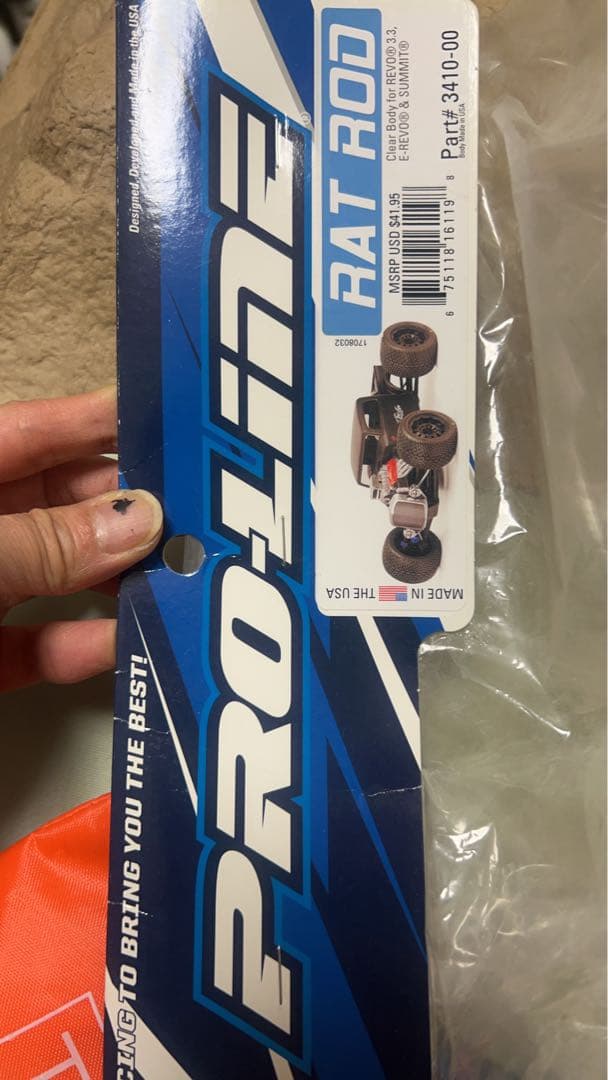 Designed, Developed and Made in the USA
PRO-LINE
®
CING TO BRING YOU THE BEST!
RAT ROD
Clear Body for REVO® 3.3,
E-REVO® & SUMMIT®
MSRP USD $41.95
Part# 3410-00
Body Made in USA
6 75118 16119 8
1708032
MADE IN THE USA
T